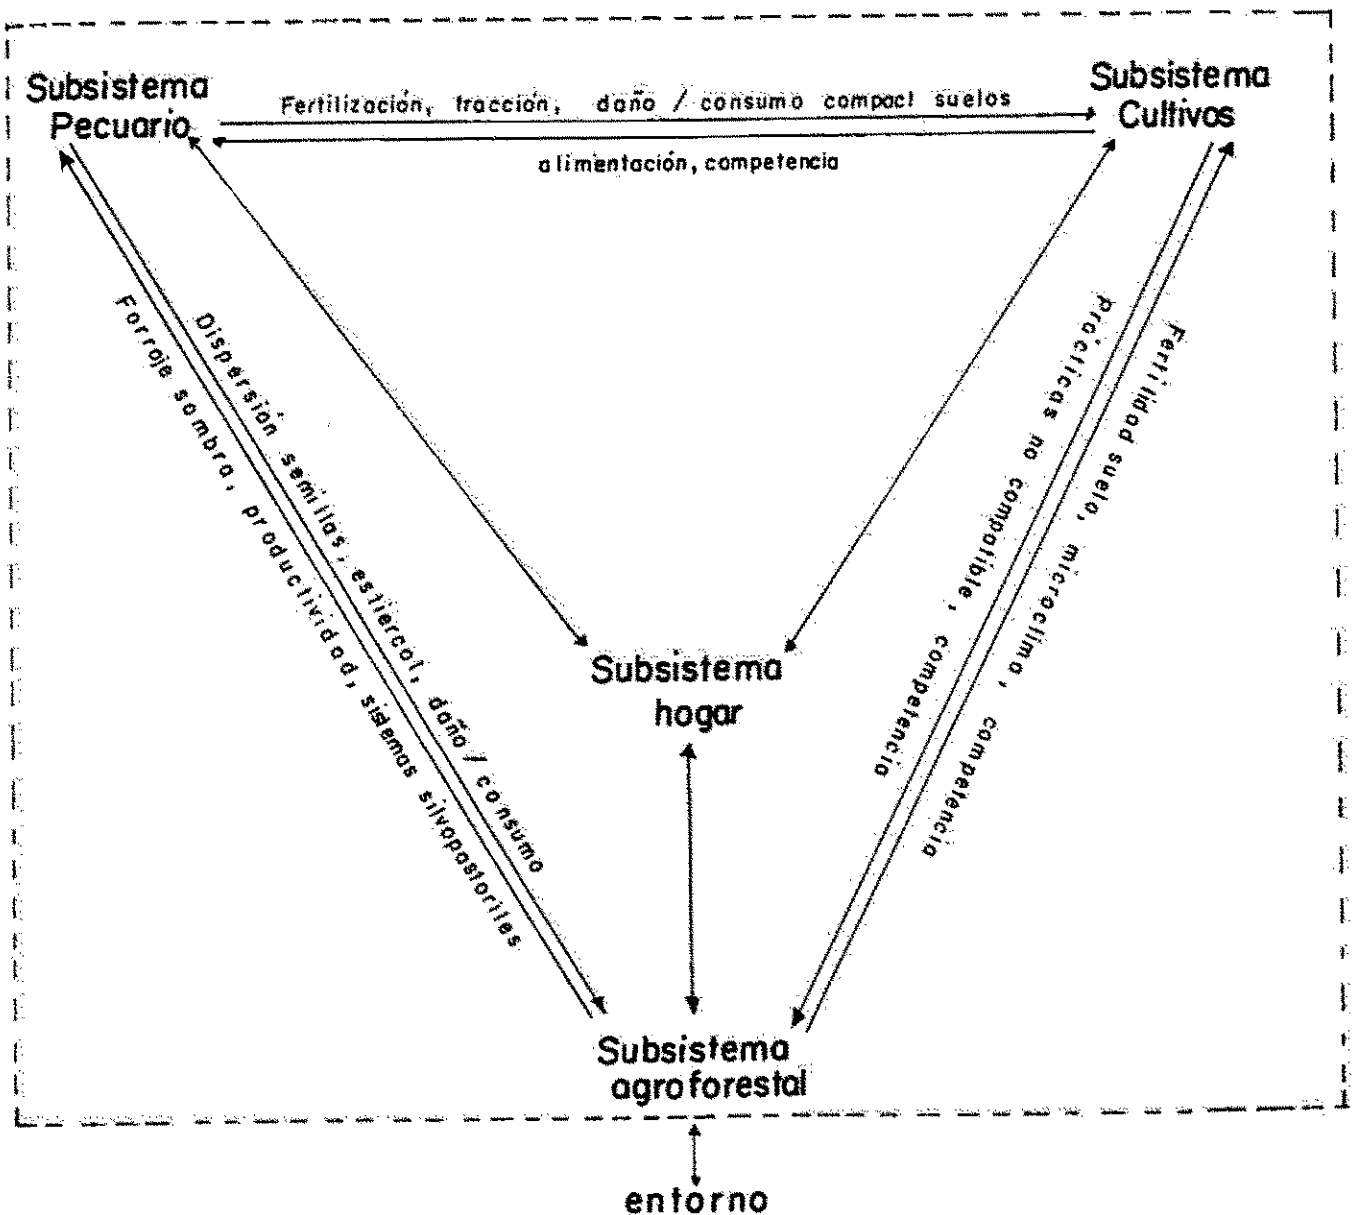 Subsistema
Pecuario
Fertilización, tracción, daño / consumo compact suelos
alimentación, competencia
Subsistema
Cultivos
Forraje sombra, productividad, sistemas silvopastoriles
Dispersión semillas, estiercol, daño / consumo
Prácticas no compatible, competencia
Fertilidad suelo, microclima, competencia
Subsistema
hogar
Subsistema
agroforestal
entorno